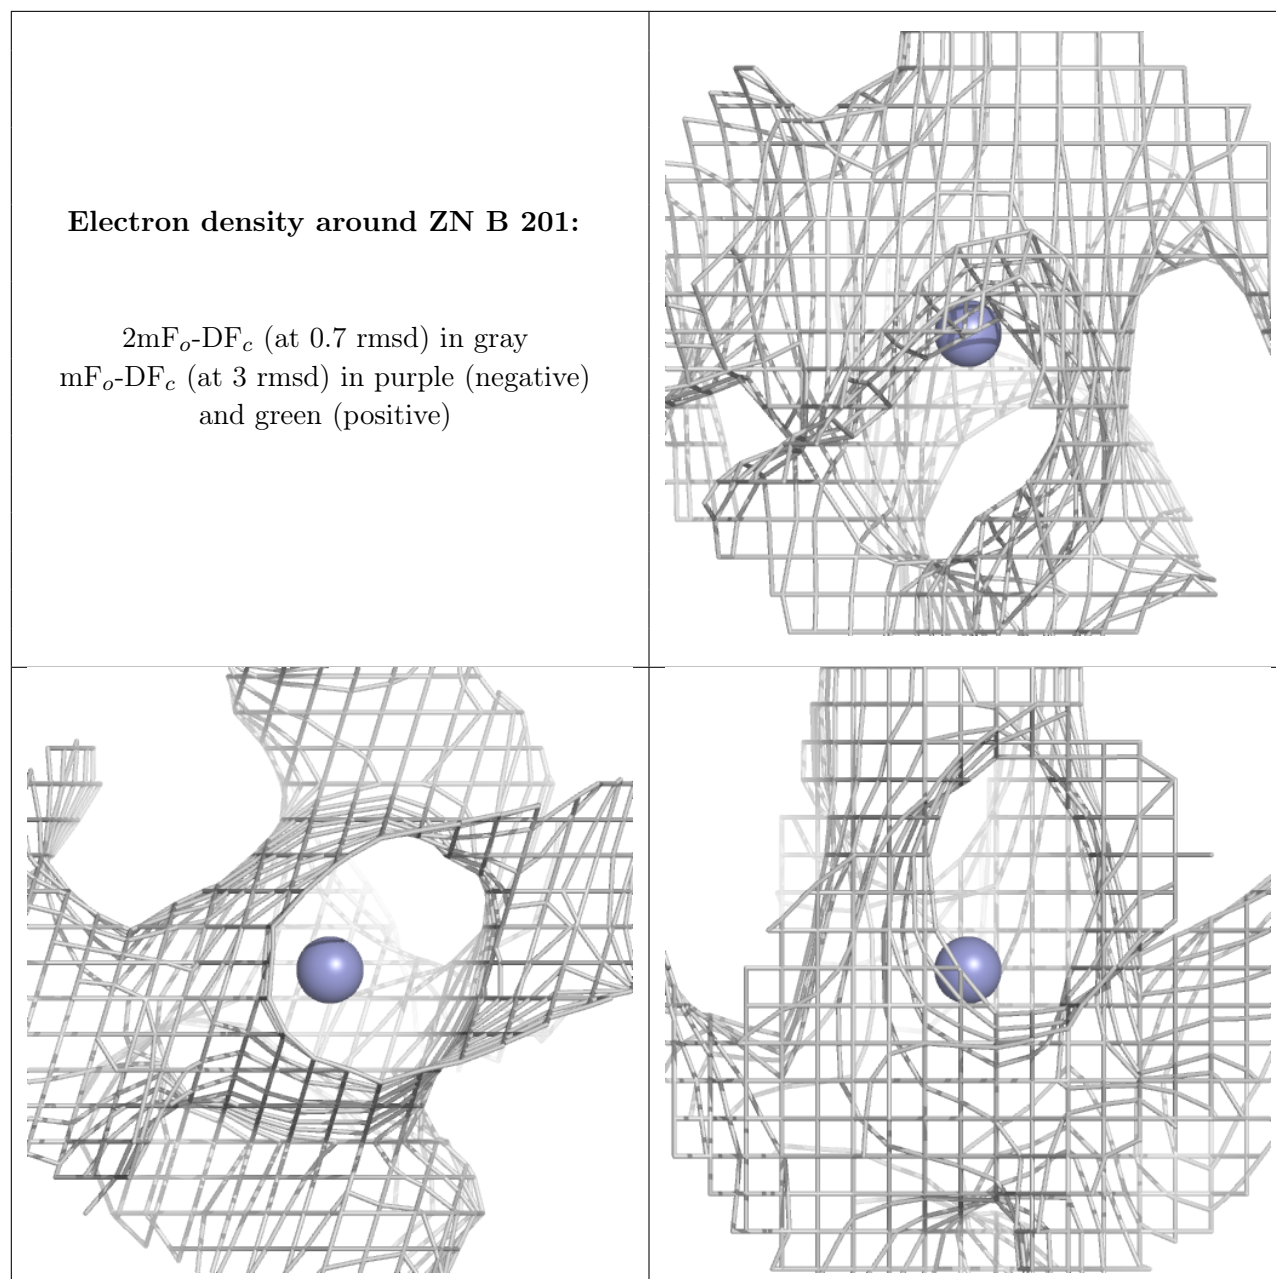 Electron density around ZN B 201:
2mFo-DFc (at 0.7 rmsd) in gray
mFo-DFc (at 3 rmsd) in purple (negative)
and green (positive)